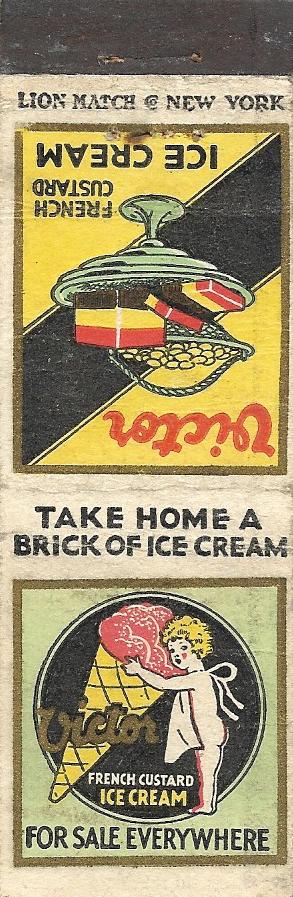 LION MATCH © NEW YORK
Victor
FRENCH
CUSTARD
ICE CREAM
TAKE HOME A
BRICK OF ICE CREAM
Victor
FRENCH CUSTARD
ICE CREAM
FOR SALE EVERYWHERE